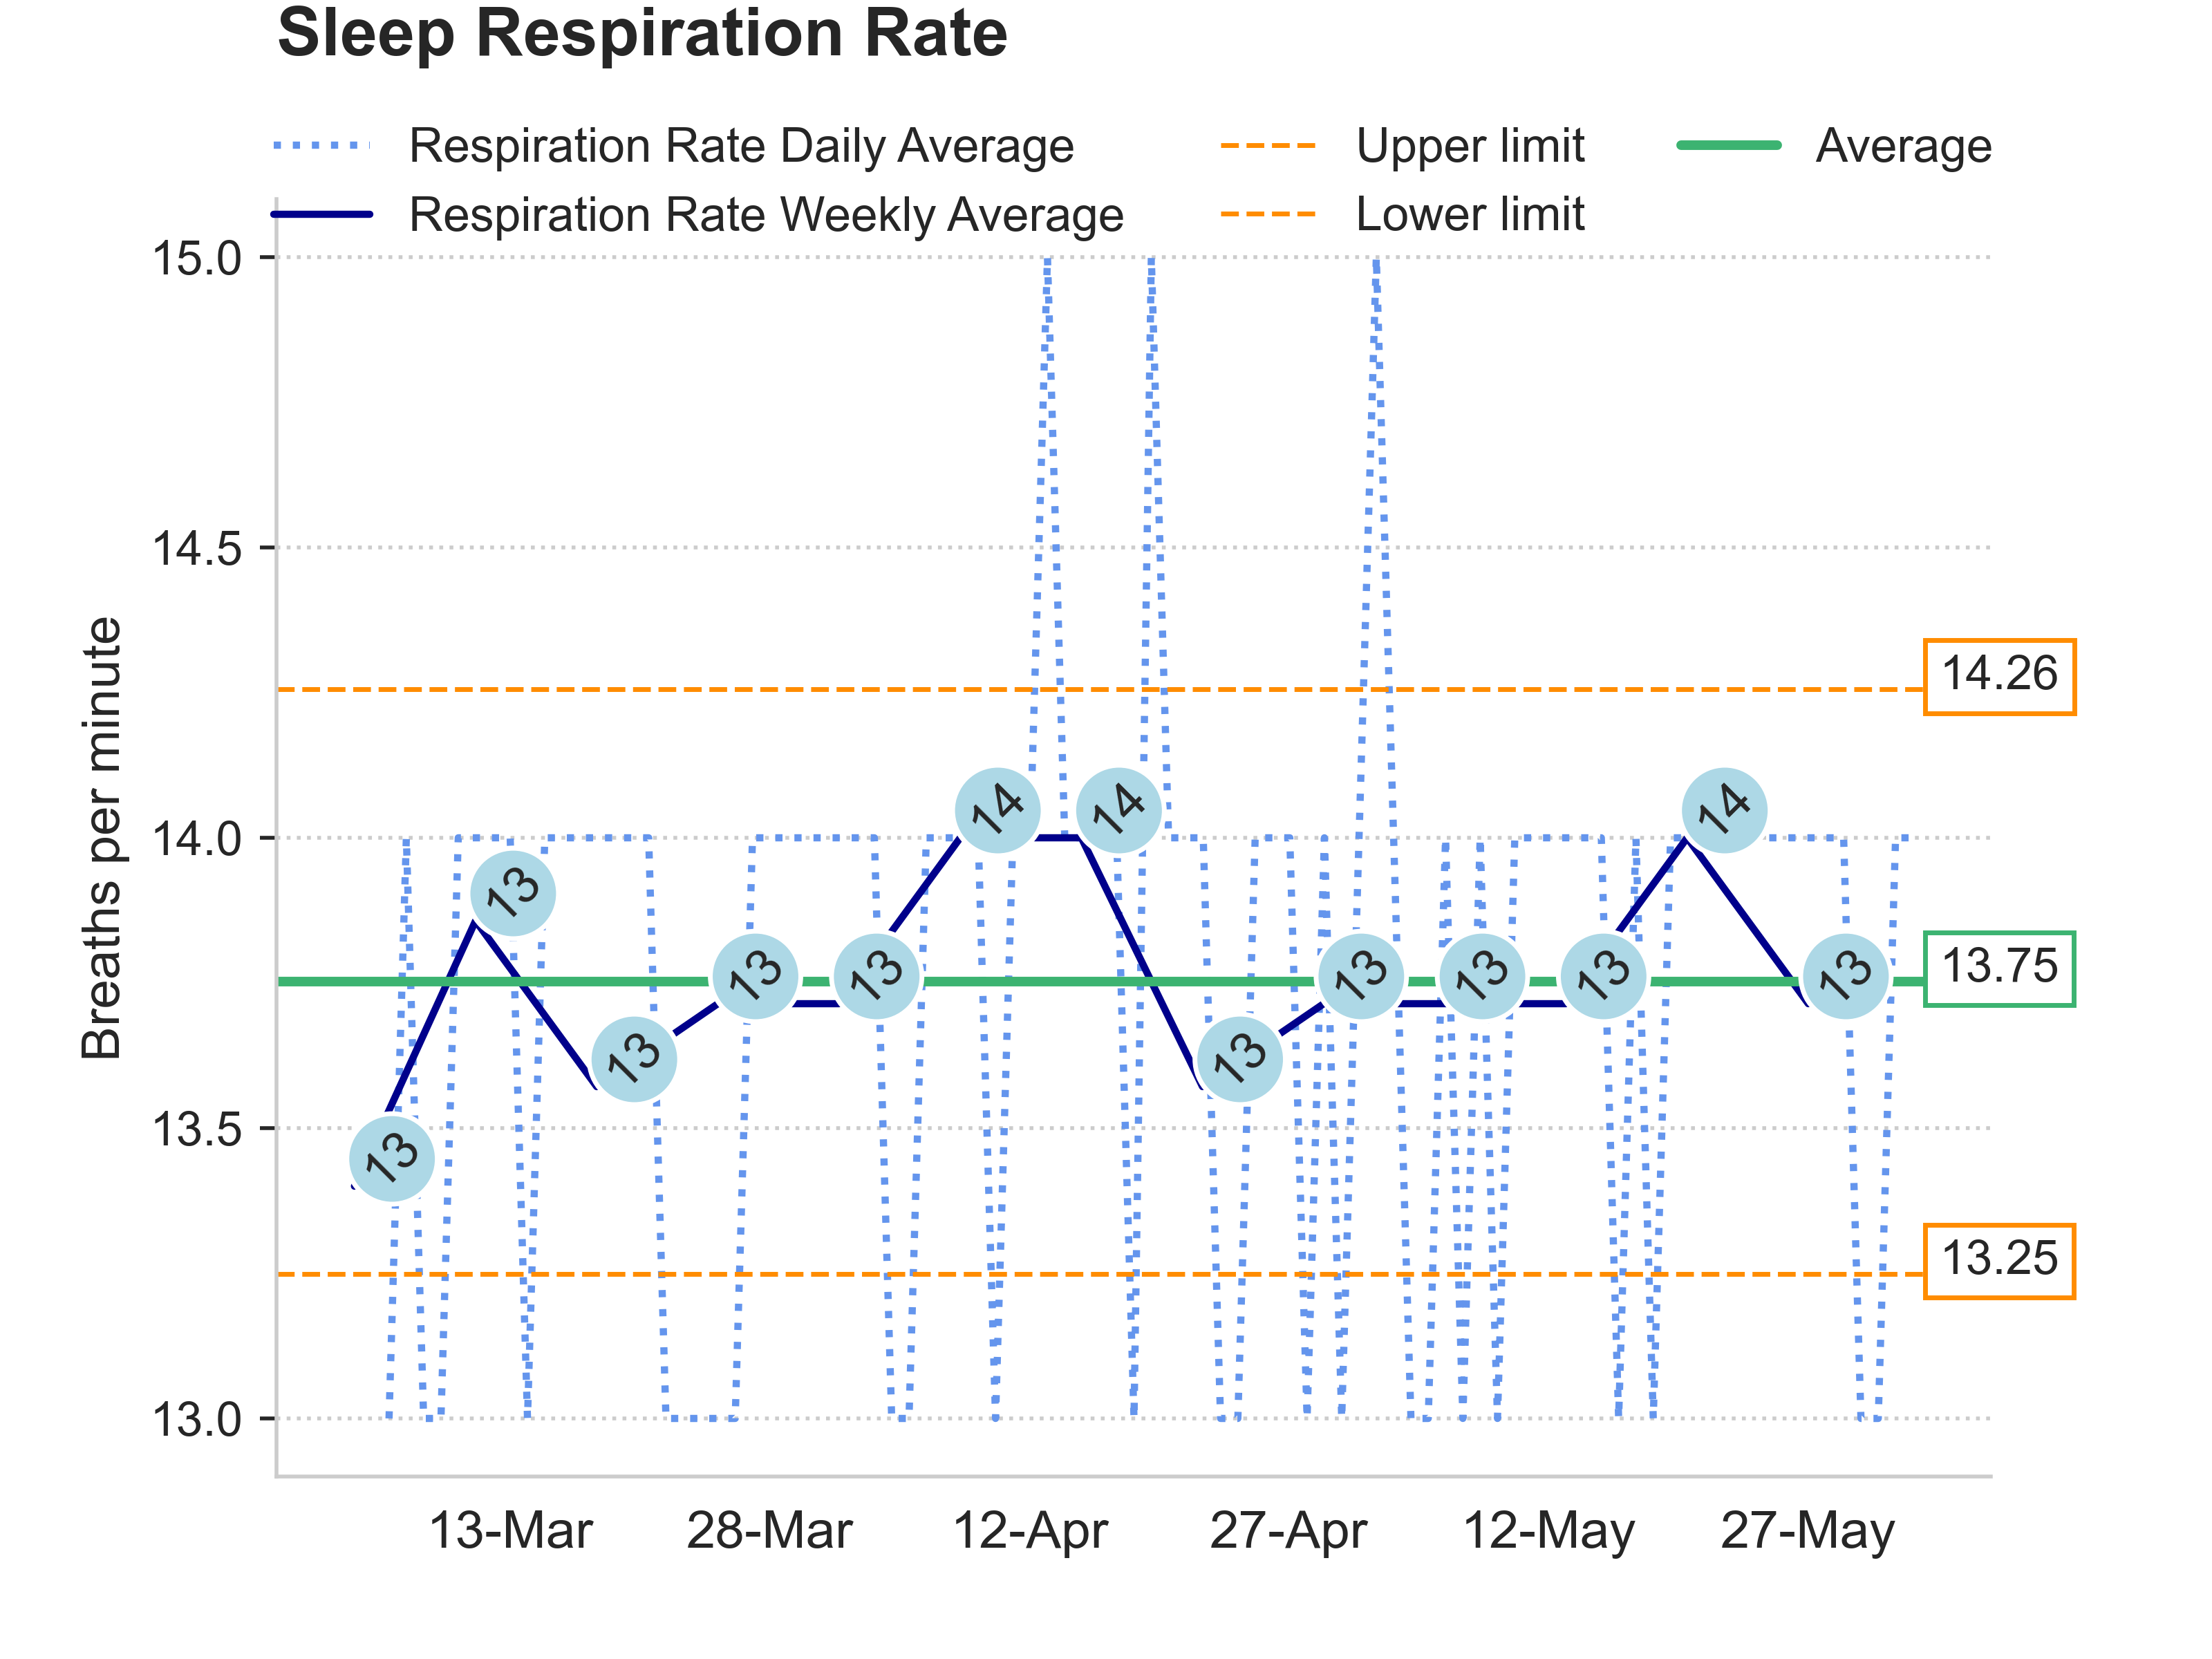 Sleep Respiration Rate
Respiration Rate Daily Average
Respiration Rate Weekly Average
Upper limit
Lower limit
Average
Breaths per minute
15.0
14.5
14.0
13.5
13.0
13
13
13
13
13
14
14
13
13
13
13
14
13
14.26
13.75
13.25
13-Mar
28-Mar
12-Apr
27-Apr
12-May
27-May